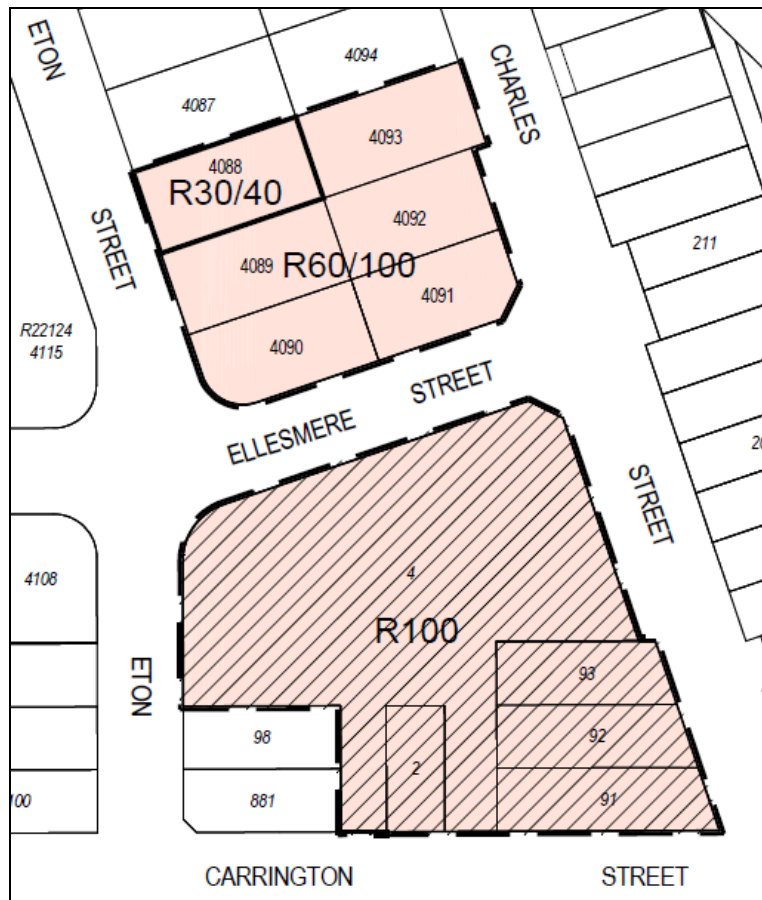 ETON
CHARLES
4094
4087
4093
4088
R30/40
STREET
4092
211
4089
R60/100
4091
R22124
4115
4090
STREET
ELLESMERE
STREET
4108
4
R100
ETON
93
98
92
2
881
91
CARRINGTON
STREET